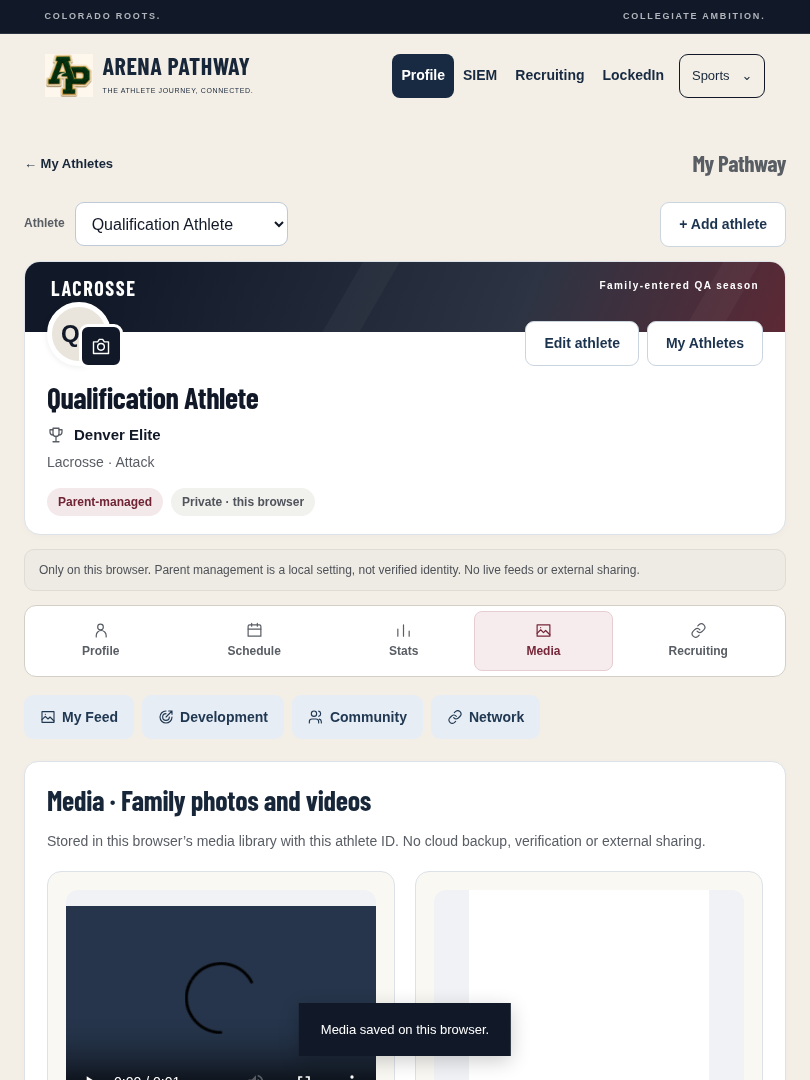 COLORADO ROOTS. COLLEGIATE AMBITION.
AP ARENA PATHWAY
THE ATHLETE JOURNEY, CONNECTED.
Profile SIEM Recruiting LockedIn Sports
← My Athletes My Pathway
Athlete Qualification Athlete + Add athlete
LACROSSE Family-entered QA season
Q
Edit athlete My Athletes
Qualification Athlete
Denver Elite
Lacrosse · Attack
Parent-managed Private · this browser
Only on this browser. Parent management is a local setting, not verified identity. No live feeds or external sharing.
Profile Schedule Stats Media Recruiting
My Feed Development Community Network
Media · Family photos and videos
Stored in this browser’s media library with this athlete ID. No cloud backup, verification or external sharing.
Media saved on this browser.
0:00 / 0:01